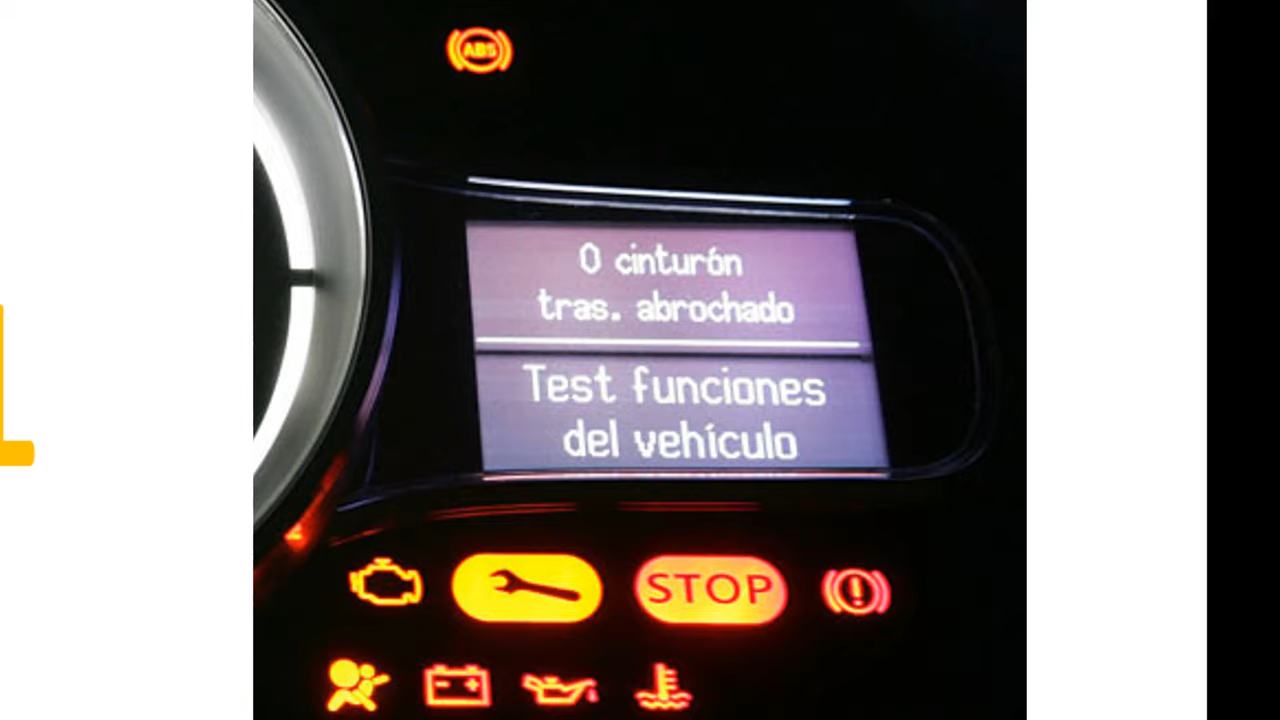 ABS
0 cinturón
tras. abrochado
Test funciones
del vehículo
STOP